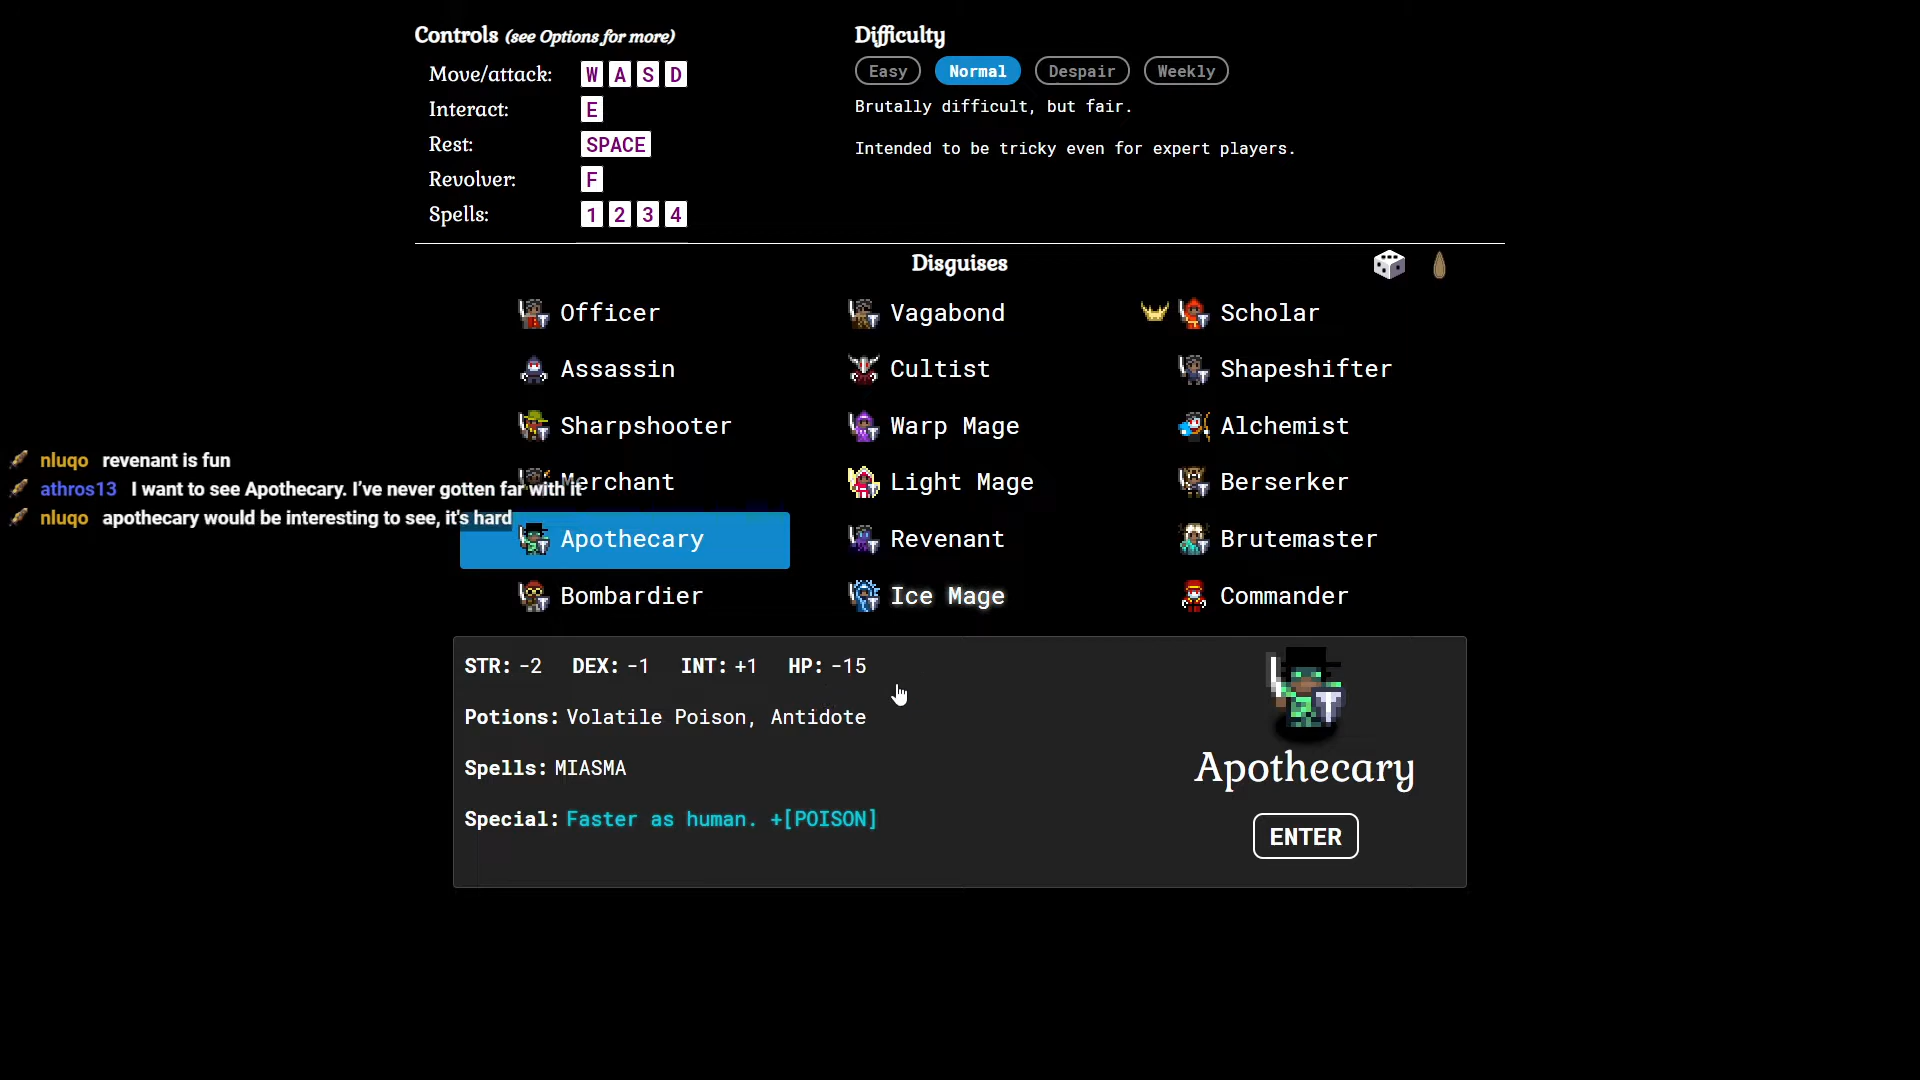 Controls (see Options for more)
Move/attack: W A S D
Interact: E
Rest: SPACE
Revolver: F
Spells: 1 2 3 4
Difficulty
Easy Normal Despair Weekly
Brutally difficult, but fair.
Intended to be tricky even for expert players.
Disguises
Officer Vagabond Scholar
Assassin Cultist Shapeshifter
Sharpshooter Warp Mage Alchemist
nluqo revenant is fun
Merchant Light Mage Berserker
athros13 I want to see Apothecary. I've never gotten far with it
nluqo apothecary would be interesting to see, it's hard
Apothecary Revenant Brutemaster
Bombardier Ice Mage Commander
STR: -2 DEX: -1 INT: +1 HP: -15
Potions: Volatile Poison, Antidote
Spells: MIASMA
Special: Faster as human. +[POISON]
Apothecary
ENTER